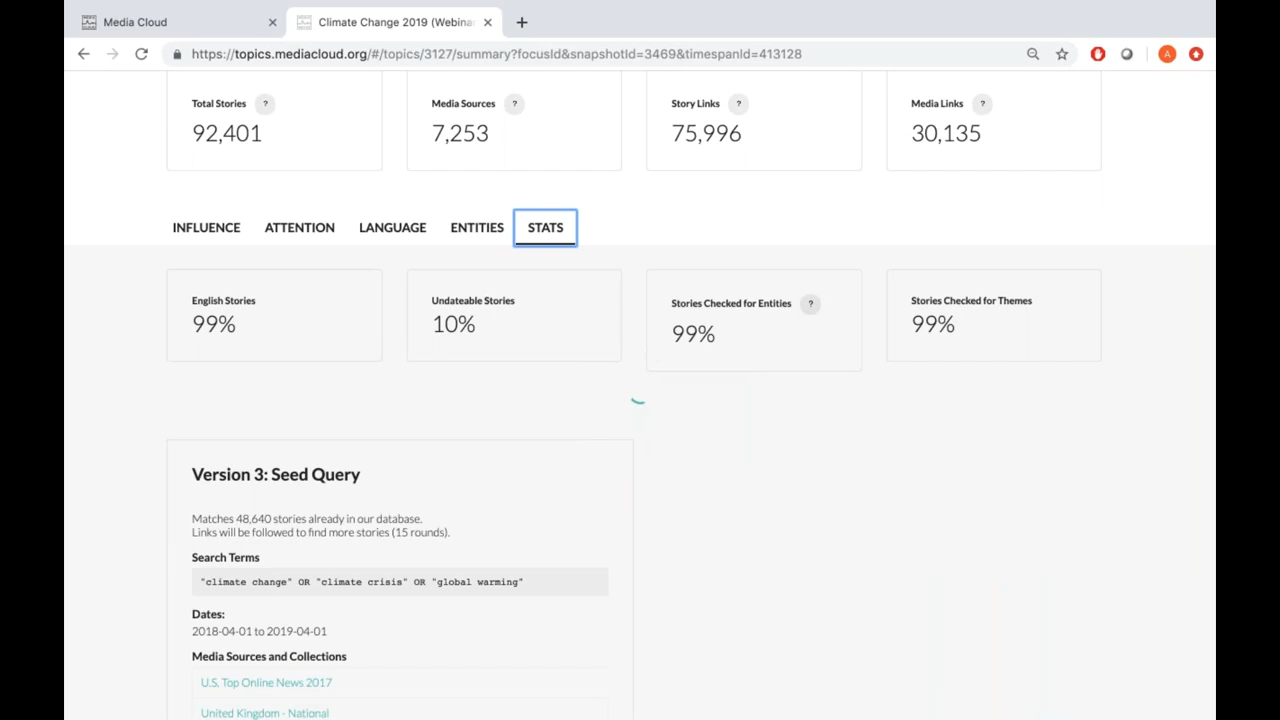 Media Cloud
Climate Change 2019 (Webina
https://topics.mediacloud.org/#/topics/3127/summary?focusId&snapshotId=3469&timespanId=413128
A
Total Stories ?
92,401
Media Sources ?
7,253
Story Links ?
75,996
Media Links ?
30,135
INFLUENCE ATTENTION LANGUAGE ENTITIES STATS
English Stories
99%
Undateable Stories
10%
Stories Checked for Entities ?
99%
Stories Checked for Themes
99%
Version 3: Seed Query
Matches 48,640 stories already in our database.
Links will be followed to find more stories (15 rounds).
Search Terms
"climate change" OR "climate crisis" OR "global warming"
Dates:
2018-04-01 to 2019-04-01
Media Sources and Collections
U.S. Top Online News 2017
United Kingdom - National